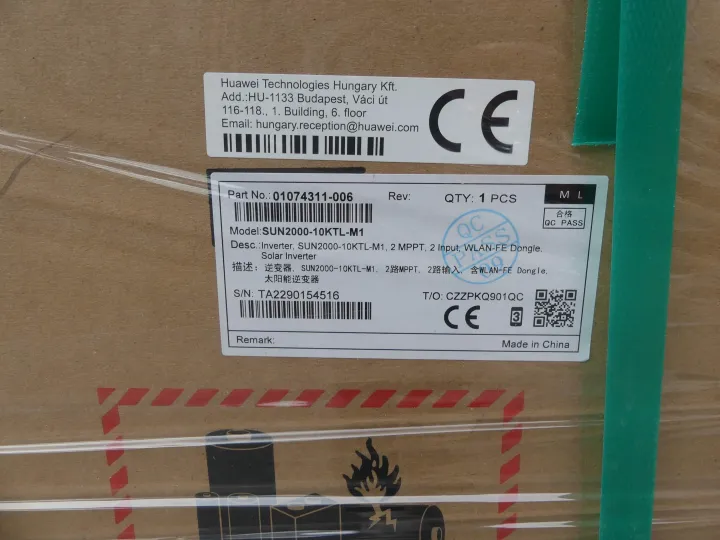 Huawei Technologies Hungary Kft.
Add.:HU-1133 Budapest, Váci út
116-118., 1. Building, 6. floor
Email: hungary.reception@huawei.com
CE
Part No.: 01074311-006 Rev: QTY: 1 PCS M L
合格
QC PASS
Model: SUN2000-10KTL-M1
QC
PASS
Desc.: Inverter, SUN2000-10KTL-M1, 2 MPPT, 2 Input, WLAN-FE Dongle,
Solar Inverter
描述: 逆变器, SUN2000-10KTL-M1, 2路MPPT, 2路输入, 含WLAN-FE Dongle,
太阳能逆变器
S/N: TA2290154516 T/O: CZZPKQ901QC
CE 3
Remark: Made in China